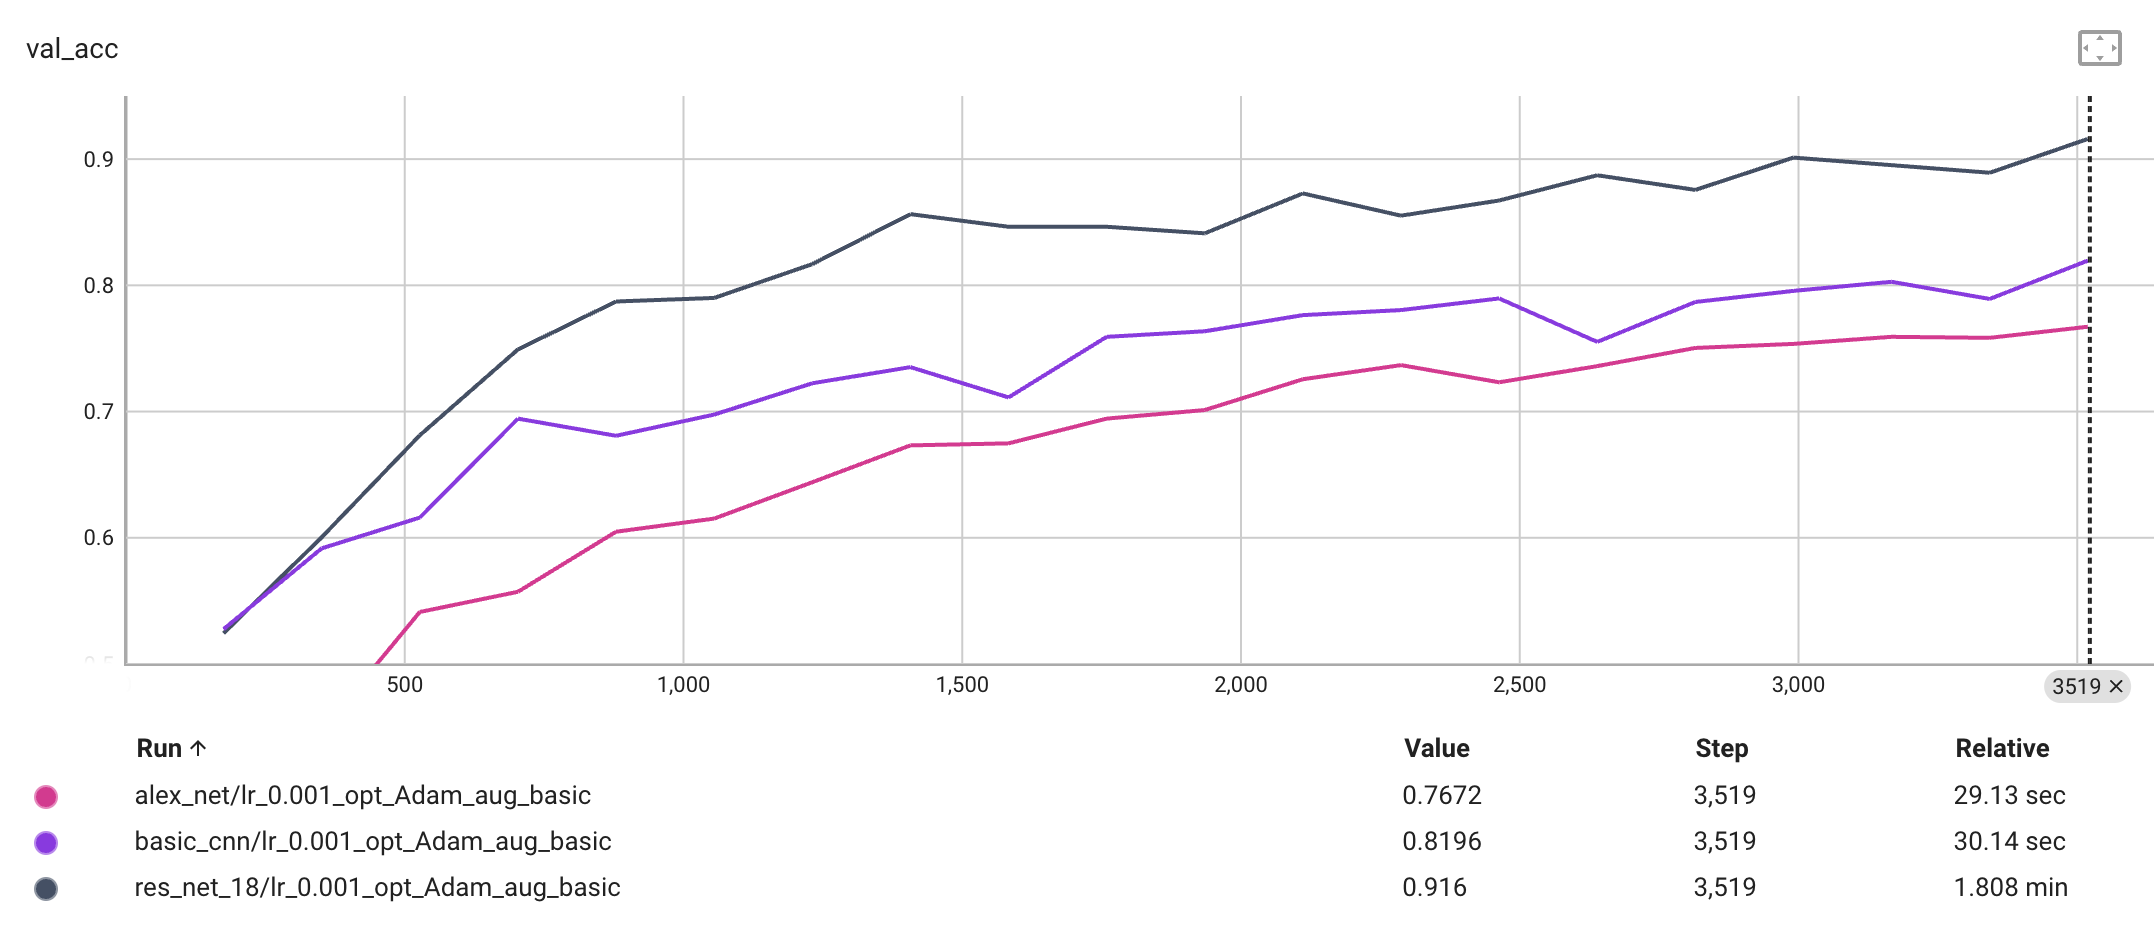 val_acc
0.9
0.8
0.7
0.6
500 1,000 1,500 2,000 2,500 3,000 3519 ×
Run ↑ Value Step Relative
alex_net/lr_0.001_opt_Adam_aug_basic 0.7672 3,519 29.13 sec
basic_cnn/lr_0.001_opt_Adam_aug_basic 0.8196 3,519 30.14 sec
res_net_18/lr_0.001_opt_Adam_aug_basic 0.916 3,519 1.808 min